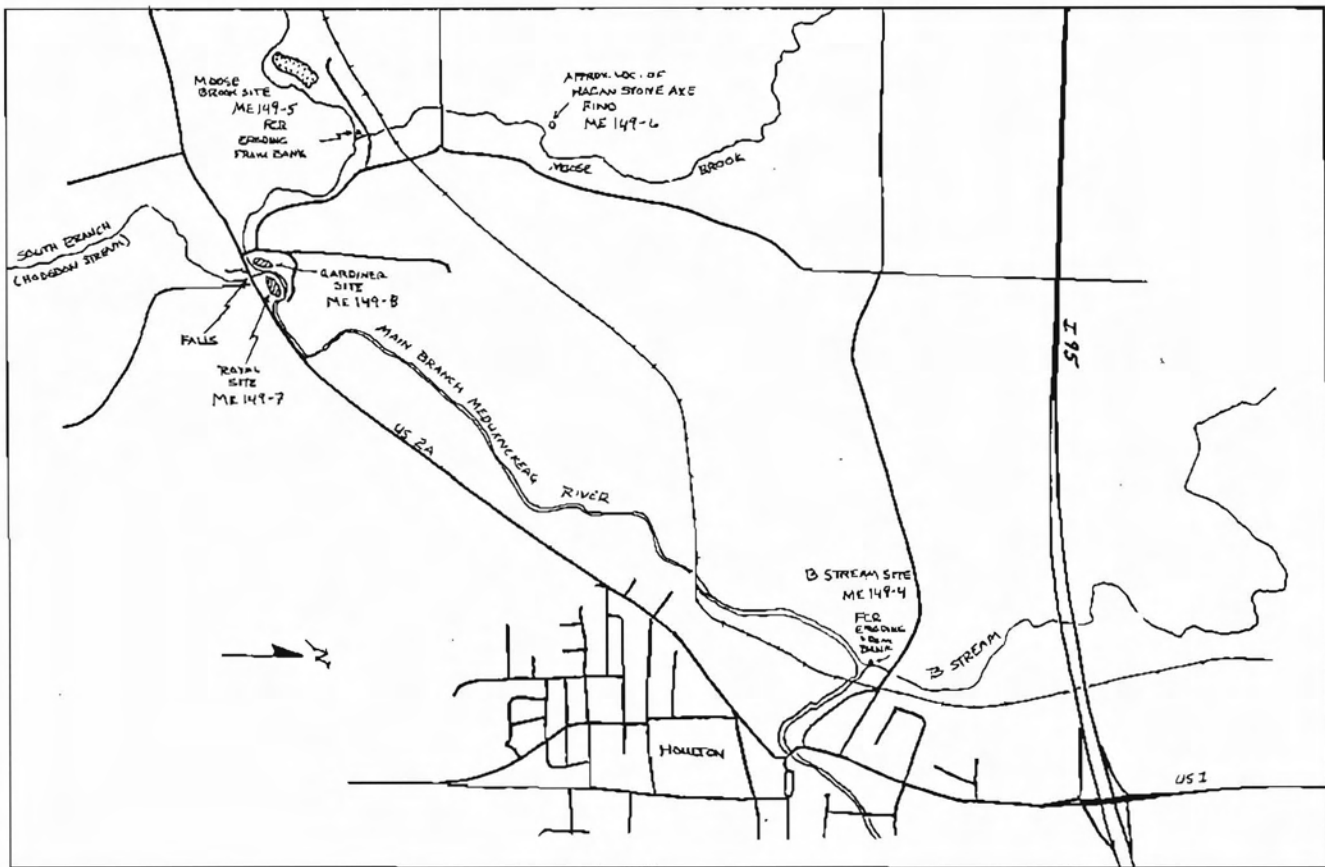 MOOSE
BROOK SITE
ME 149-5
FCR
ERODING
FROM BANK
APPROX. LOC. OF
HAGAN STONE AXE
FIND
ME 149-6
MOOSE
BROOK
SOUTH BRANCH
(HODGDON STREAM)
GARDINER
SITE
ME 149-8
FALLS
ROYAL
SITE
ME 149-7
MAIN BRANCH MEDUXNEKEAG
RIVER
US 2A
I 95
B STREAM SITE
ME 149-4
FCR
ERODING
FROM
BANK
B STREAM
N
HOULTON
US 1